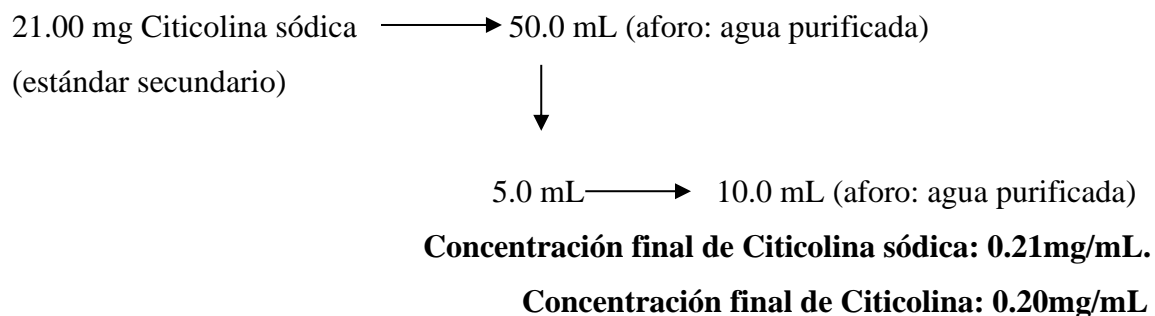 21.00 mg Citicolina sódica 50.0 mL (aforo: agua purificada)
(estándar secundario)
5.0 mL 10.0 mL (aforo: agua purificada)
Concentración final de Citicolina sódica: 0.21mg/mL.
Concentración final de Citicolina: 0.20mg/mL